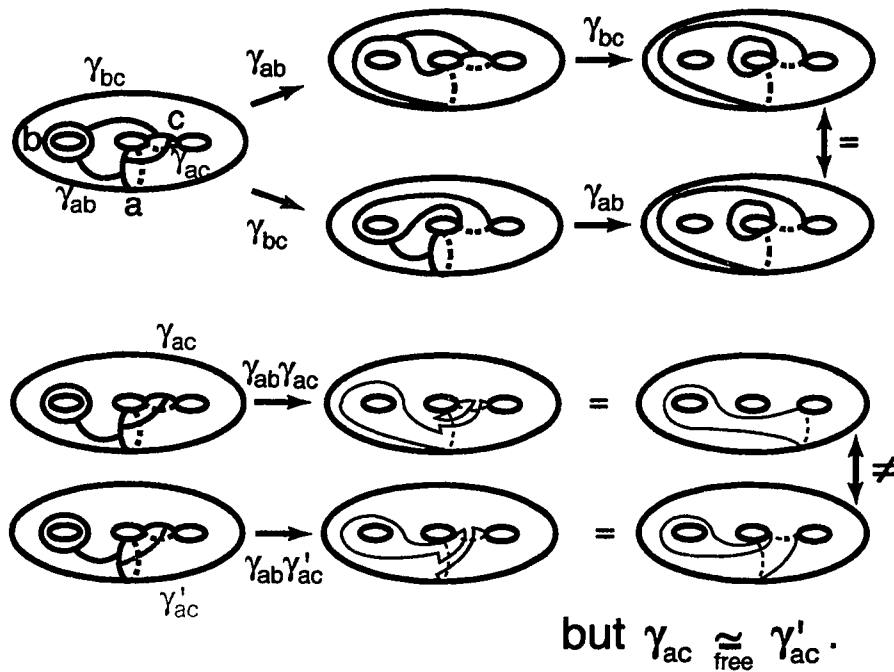 γbc γab γbc
b c γac =
γab a γbc γab
γac γabγac = ≠
γ'ac γabγ'ac =
but γac ≅ γ'ac .
free